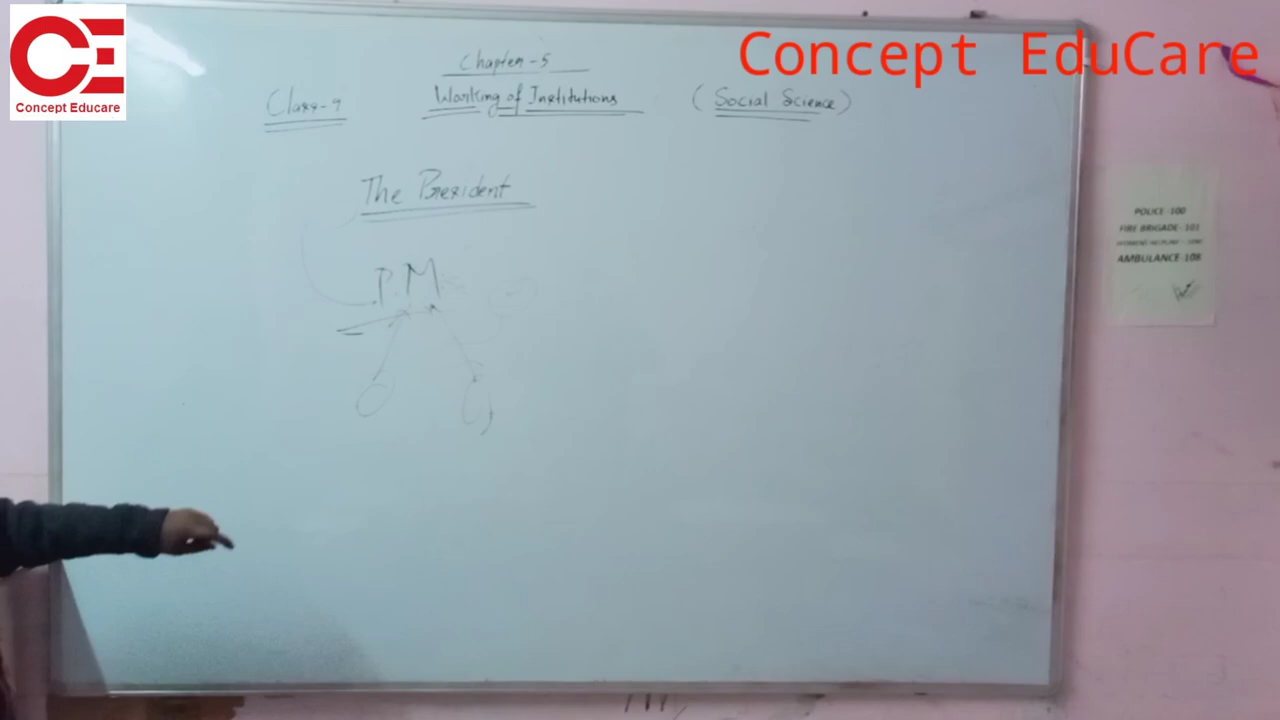 CE
Concept Educare
Concept EduCare
Chapter-5
Class-9 Working of Institutions (Social Science)
The President
P.M
POLICE-100
FIRE BRIGADE-101
AMBULANCE-108